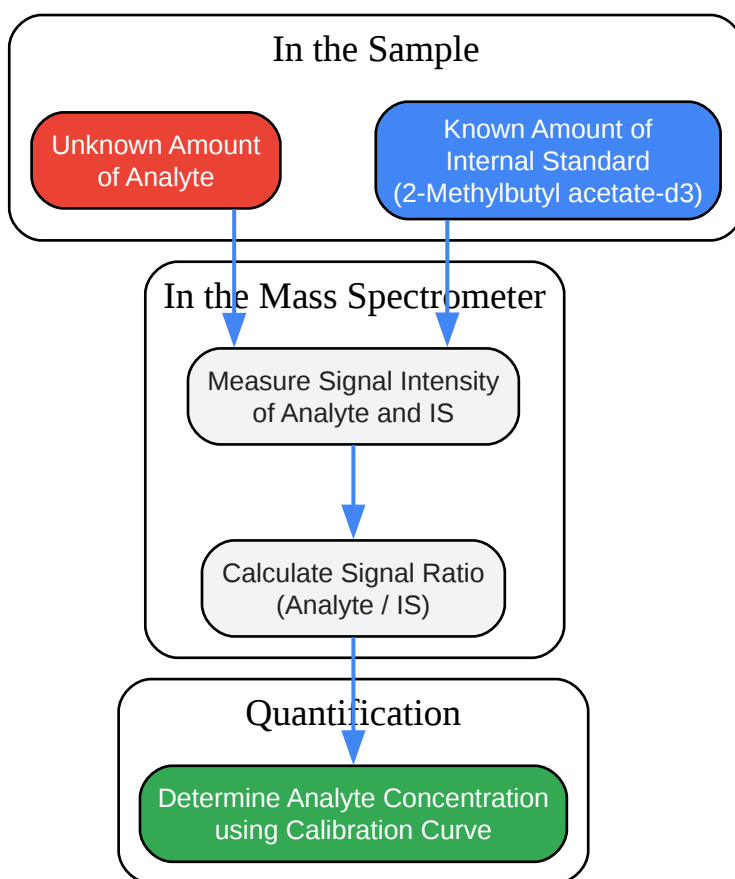 In the Sample
Unknown Amount
of Analyte
Known Amount of
Internal Standard
(2-Methylbutyl acetate-d3)
In the Mass Spectrometer
Measure Signal Intensity
of Analyte and IS
Calculate Signal Ratio
(Analyte / IS)
Quantification
Determine Analyte Concentration
using Calibration Curve